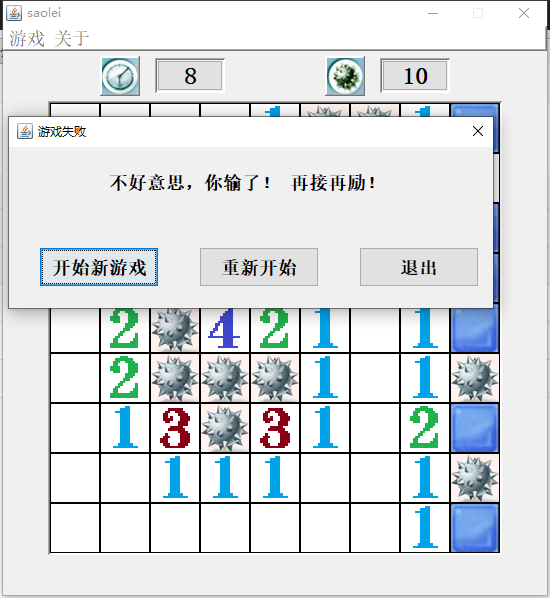 saolei
游戏 关于
8 10
1
游戏失败
不好意思，你输了！ 再接再励！
开始新游戏 重新开始 退出
2 4 2 1 1
2 1 1
1 3 3 1 2
1 1 1 1
1